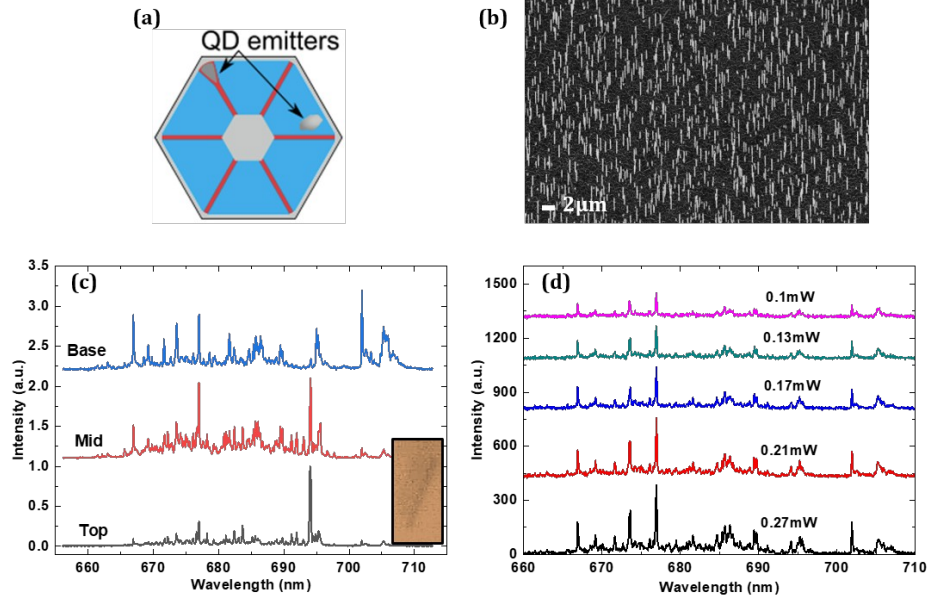 (a)
QD emitters
(b)
2μm
(c)
3.5
3.0
2.5
2.0
1.5
1.0
0.5
0.0
Intensity (a.u.)
Base
Mid
Top
660 670 680 690 700 710
Wavelength (nm)
(d)
1500
1200
900
600
300
0
Intensity (a.u.)
0.1mW
0.13mW
0.17mW
0.21mW
0.27mW
660 670 680 690 700 710
Wavelength (nm)